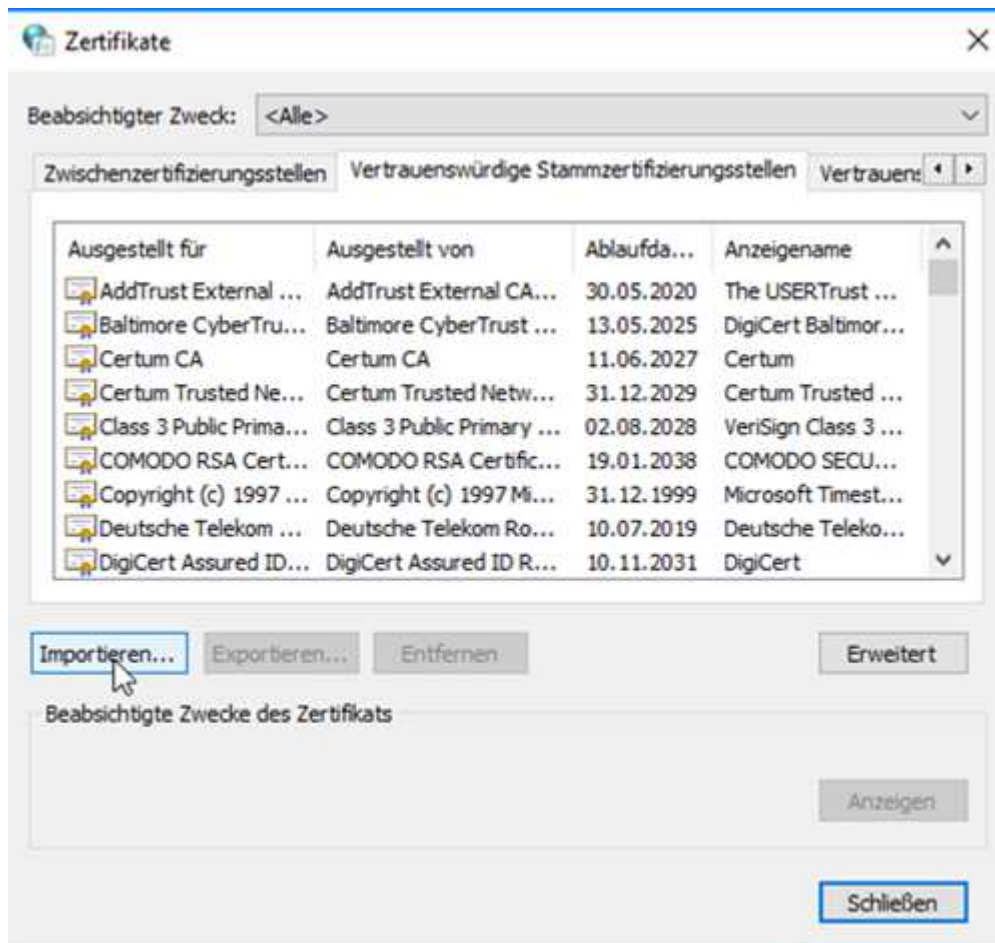 Zertifikate
Beabsichtigter Zweck: <Alle>
Zwischenzertifizierungsstellen Vertrauenswürdige Stammzertifizierungsstellen Vertrauens
Ausgestellt für Ausgestellt von Ablaufda... Anzeigename
AddTrust External ... AddTrust External CA... 30.05.2020 The USERTrust ...
Baltimore CyberTru... Baltimore CyberTrust ... 13.05.2025 DigiCert Baltimor...
Certum CA Certum CA 11.06.2027 Certum
Certum Trusted Ne... Certum Trusted Netw... 31.12.2029 Certum Trusted ...
Class 3 Public Prima... Class 3 Public Primary ... 02.08.2028 VeriSign Class 3 ...
COMODO RSA Cert... COMODO RSA Certific... 19.01.2038 COMODO SECU...
Copyright (c) 1997 ... Copyright (c) 1997 Mi... 31.12.1999 Microsoft Timest...
Deutsche Telekom ... Deutsche Telekom Ro... 10.07.2019 Deutsche Teleko...
DigiCert Assured ID... DigiCert Assured ID R... 10.11.2031 DigiCert
Importieren... Exportieren... Entfernen Erweitert
Beabsichtigte Zwecke des Zertifikats
Anzeigen
Schließen